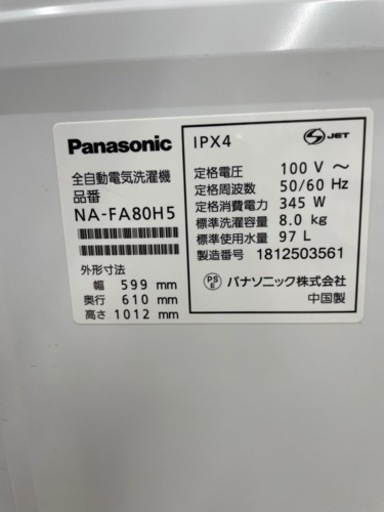 Panasonic
全自動電気洗濯機
品番
NA-FA80H5
外形寸法
幅 599 mm
奥行 610 mm
高さ 1012 mm
IPX4
S JET
定格電圧 100 V ～
定格周波数 50/60 Hz
定格消費電力 345 W
標準洗濯容量 8.0 kg
標準使用水量 97 L
製造番号 1812503561
PS E パナソニック株式会社
中国製